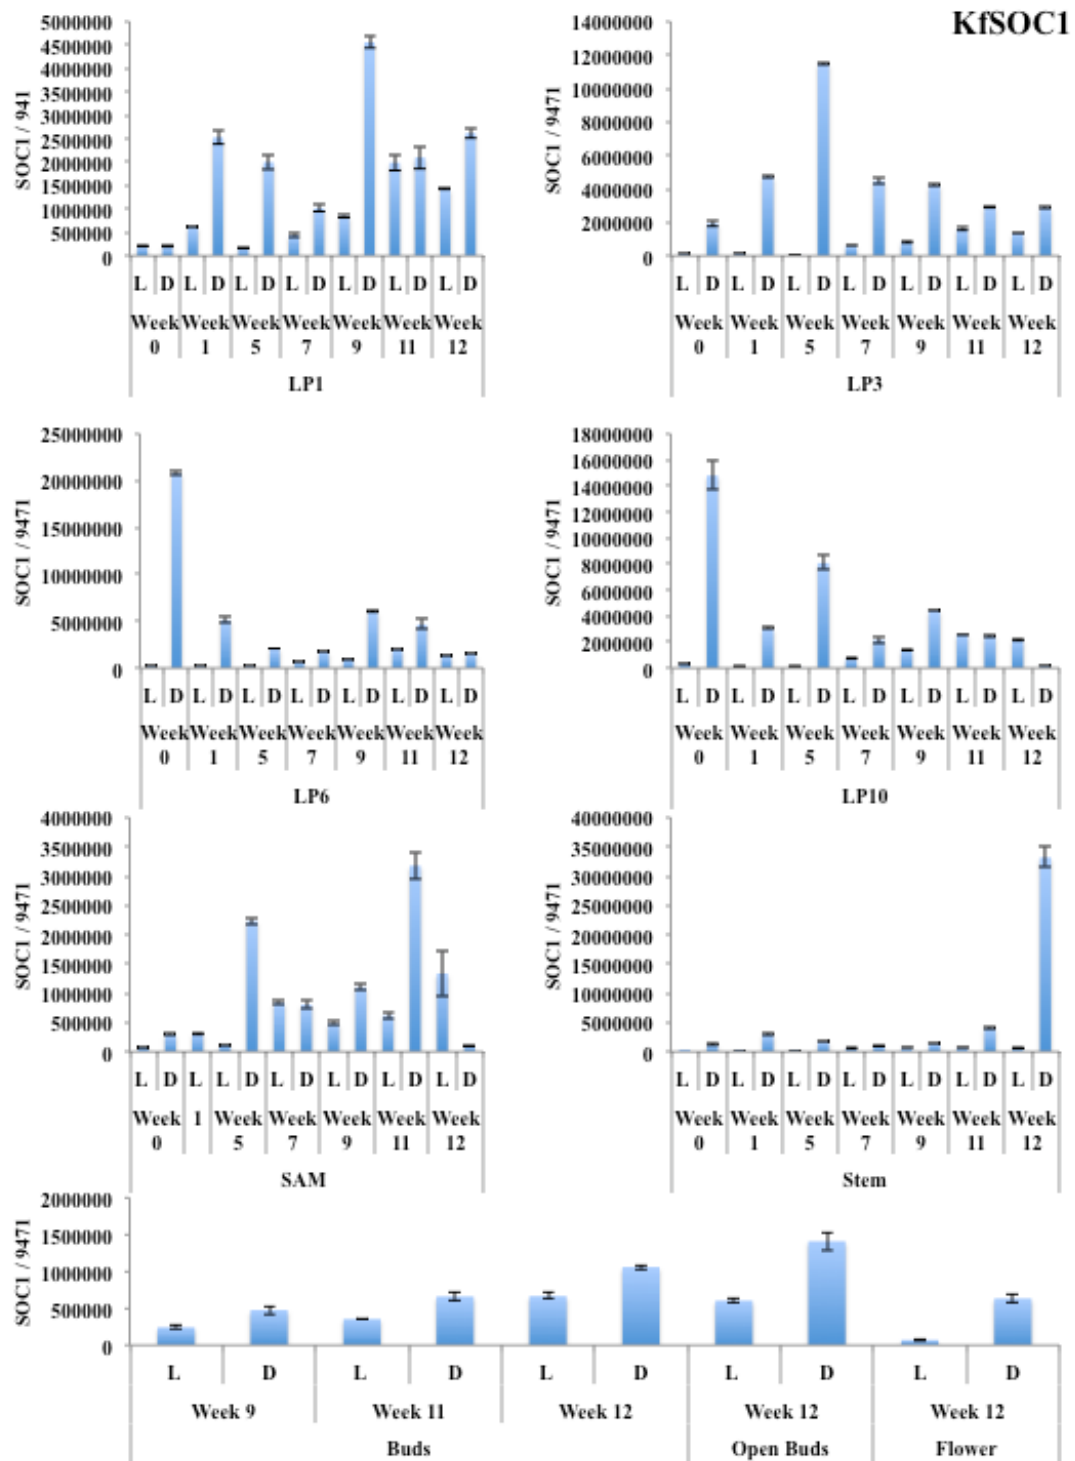 KfSOC1
5000000
4500000
4000000
3500000
3000000
2500000
2000000
1500000
1000000
500000
0
SOC1 / 941
L D L D L D L D L D L D L D
Week Week Week Week Week Week Week
0 1 5 7 9 11 12
LP1
14000000
12000000
10000000
8000000
6000000
4000000
2000000
0
SOC1 / 9471
L D L D L D L D L D L D L D
Week Week Week Week Week Week Week
0 1 5 7 9 11 12
LP3
25000000
20000000
15000000
10000000
5000000
0
SOC1 / 9471
L D L D L D L D L D L D L D
Week Week Week Week Week Week Week
0 1 5 7 9 11 12
LP6
18000000
16000000
14000000
12000000
10000000
8000000
6000000
4000000
2000000
0
SOC1 / 9471
L D L D L D L D L D L D L D
Week Week Week Week Week Week Week
0 1 5 7 9 11 12
LP10
4000000
3500000
3000000
2500000
2000000
1500000
1000000
500000
0
SOC1 / 9471
L D L L D L D L D L D L D
Week 1 Week Week Week Week Week
0 5 7 9 11 12
SAM
40000000
35000000
30000000
25000000
20000000
15000000
10000000
5000000
0
SOC1 / 9471
L D L D L D L D L D L D L D
Week Week Week Week Week Week Week
0 1 5 7 9 11 12
Stem
2000000
1500000
1000000
500000
0
SOC1 / 9471
L D L D L D L D L D
Week 9 Week 11 Week 12 Week 12 Week 12
Buds Open Buds Flower